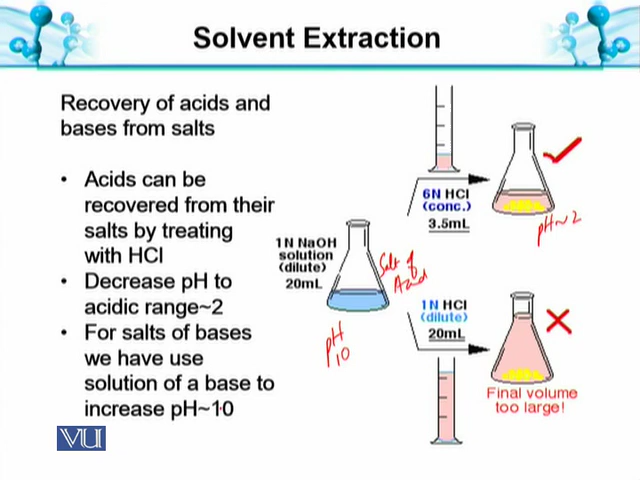 Solvent Extraction
Recovery of acids and
bases from salts
• Acids can be
recovered from their
salts by treating
with HCl
• Decrease pH to
acidic range~2
• For salts of bases
we have use
solution of a base to
increase pH~10
1N NaOH
solution
(dilute)
20mL
Salt of
Acid
pH
10
6N HCl
(conc.)
3.5mL
pH~2
1N HCl
(dilute)
20mL
Final volume
too large!
VU